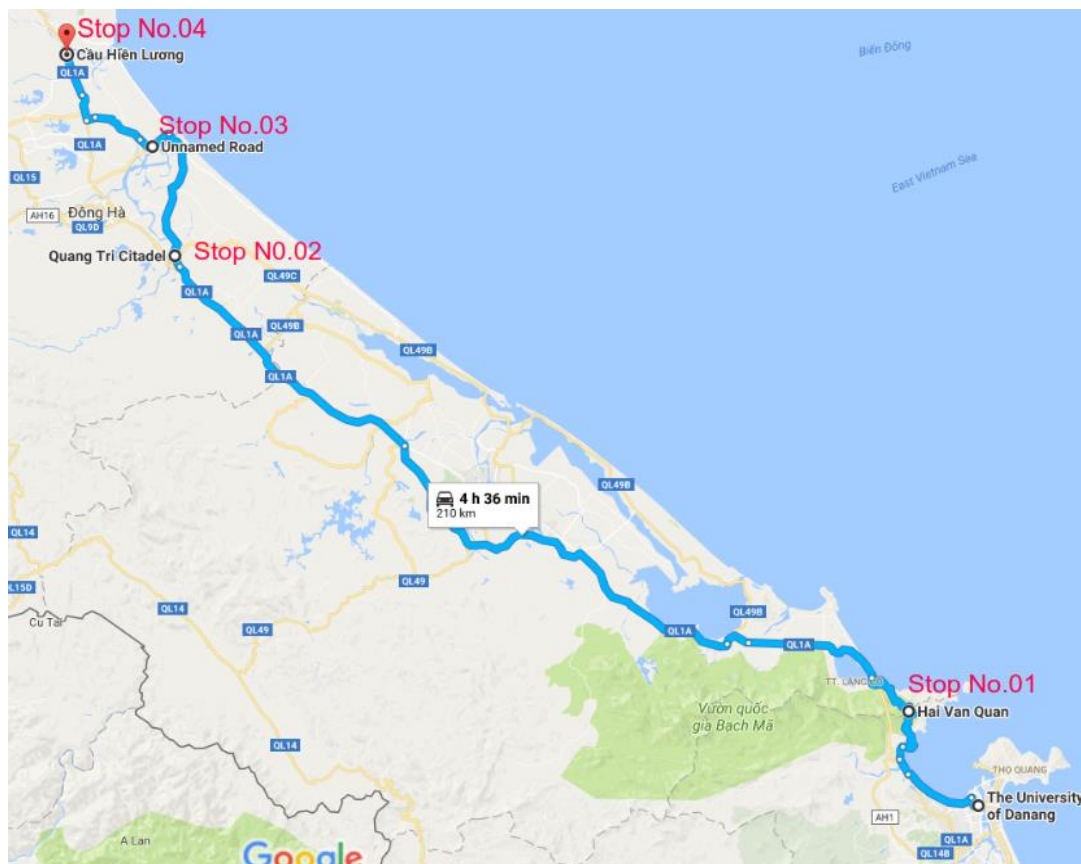 Stop No.04
Cầu Hiền Lương
Biển Đông
QL1A
Stop No.03
Unnamed Road
QL1A
East Vietnam Sea
QL15
AH16
Đông Hà
QL9D
Quang Tri Citadel
Stop N0.02
QL49C
QL1A
QL49B
QL1A
QL49B
QL1A
4 h 36 min
210 km
QL49B
QL14
QL49
QL14
Cu Tai
QL49
QL49B
QL1A
QL1A
TT. LĂNG CÔ
Stop No.01
Hai Van Quan
Vườn quốc
gia Bạch Mã
QL14
THỌ QUANG
The University
of Danang
AH1
QL1A
QL14B
A Lan
Google